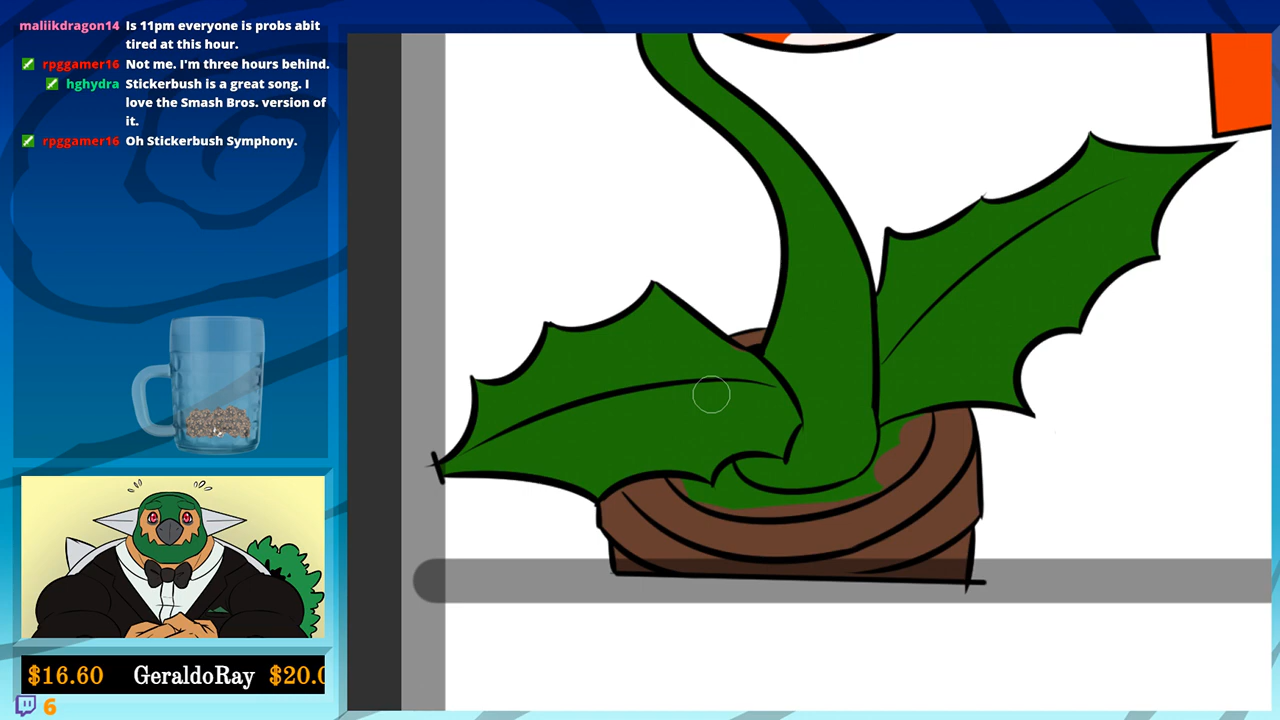 maliikdragon14 Is 11pm everyone is probs abit
tired at this hour.
rpggamer16 Not me. I'm three hours behind.
hghydra Stickerbush is a great song. I
love the Smash Bros. version of
it.
rpggamer16 Oh Stickerbush Symphony.
$16.60 GeraldoRay $20.0
6